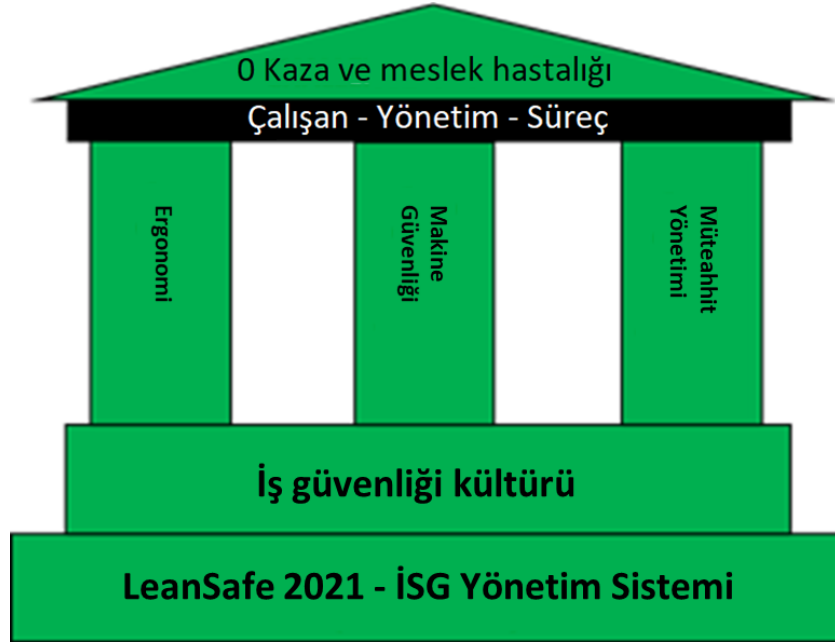 0 Kaza ve meslek hastalığı
Çalışan - Yönetim - Süreç
Ergonomi
Makine
Güvenliği
Müteahhit
Yönetimi
İş güvenliği kültürü
LeanSafe 2021 - İSG Yönetim Sistemi